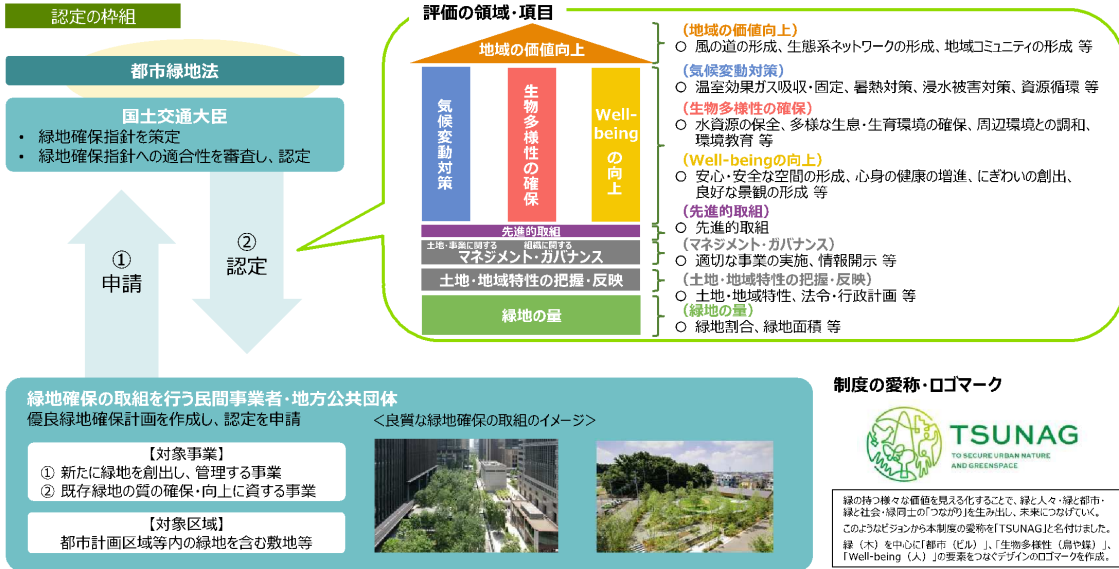 認定の枠組
都市緑地法
国土交通大臣
• 緑地確保指針を策定
• 緑地確保指針への適合性を審査し、認定
①
申請
②
認定
評価の領域・項目
地域の価値向上
気候変動対策
生物多様性の確保
Well-
being
の向上
先進的取組
土地・事業に関する 組織に関する
マネジメント・ガバナンス
土地・地域特性の把握・反映
緑地の量
(地域の価値向上)
○ 風の道の形成、生態系ネットワークの形成、地域コミュニティの形成 等
(気候変動対策)
○ 温室効果ガス吸収・固定、暑熱対策、浸水被害対策、資源循環 等
(生物多様性の確保)
○ 水資源の保全、多様な生息・生育環境の確保、周辺環境との調和、
環境教育 等
(Well-beingの向上)
○ 安心・安全な空間の形成、心身の健康の増進、にぎわいの創出、
良好な景観の形成 等
(先進的取組)
○ 先進的取組
(マネジメント・ガバナンス)
○ 適切な事業の実施、情報開示 等
(土地・地域特性の把握・反映)
○ 土地・地域特性、法令・行政計画 等
(緑地の量)
○ 緑地割合、緑地面積 等
緑地確保の取組を行う民間事業者・地方公共団体
優良緑地確保計画を作成し、認定を申請
【対象事業】
① 新たに緑地を創出し、管理する事業
② 既存緑地の質の確保・向上に資する事業
【対象区域】
都市計画区域等内の緑地を含む敷地等
＜良質な緑地確保の取組のイメージ＞
制度の愛称・ロゴマーク
TSUNAG
TO SECURE URBAN NATURE
AND GREENSPACE
緑の持つ様々な価値を見える化することで、緑と人々・緑と都市・
緑と社会・緑同士の「つながり」を生み出し、未来につなげていく。
このようなビジョンから本制度の愛称を「TSUNAG」と名付けました。
緑（木）を中心に「都市（ビル）」、「生物多様性（鳥や蝶）」、
「Well-being（人）」の要素をつなぐデザインのロゴマークを作成。